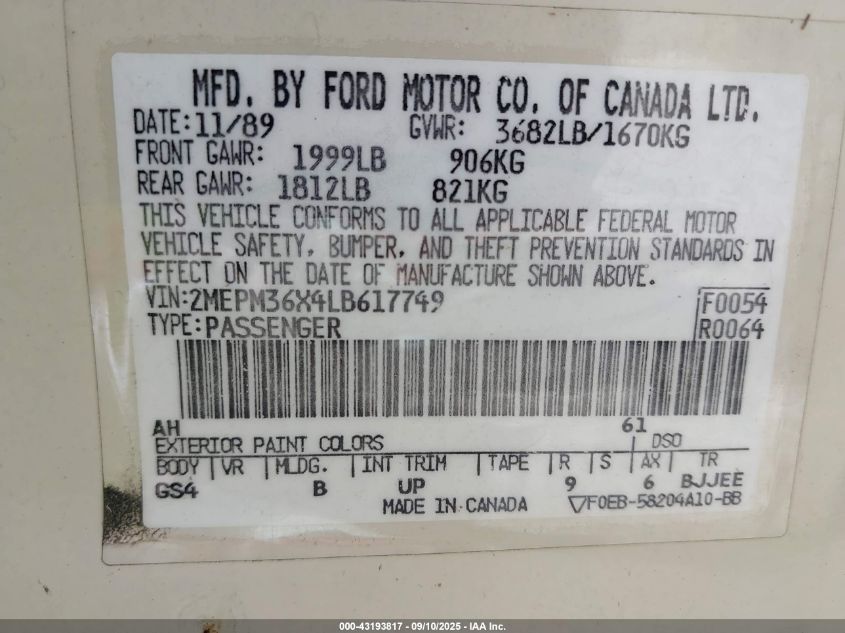 MFD. BY FORD MOTOR CO. OF CANADA LTD.
DATE: 11/89 GVWR: 3682LB/1670KG
FRONT GAWR: 1999LB 906KG
REAR GAWR: 1812LB 821KG
THIS VEHICLE CONFORMS TO ALL APPLICABLE FEDERAL MOTOR
VEHICLE SAFETY, BUMPER, AND THEFT PREVENTION STANDARDS IN
EFFECT ON THE DATE OF MANUFACTURE SHOWN ABOVE.
VIN: 2MEPM36X4LB617749 F0054
TYPE: PASSENGER R0064
AH 61
EXTERIOR PAINT COLORS DSO
BODY VR MLDG. INT TRIM TAPE R S AX TR
GS4 B UP 9 6 BJJEE
MADE IN CANADA ▽F0EB-58204A10-BB
000-43193817 - 09/10/2025 - IAA Inc.